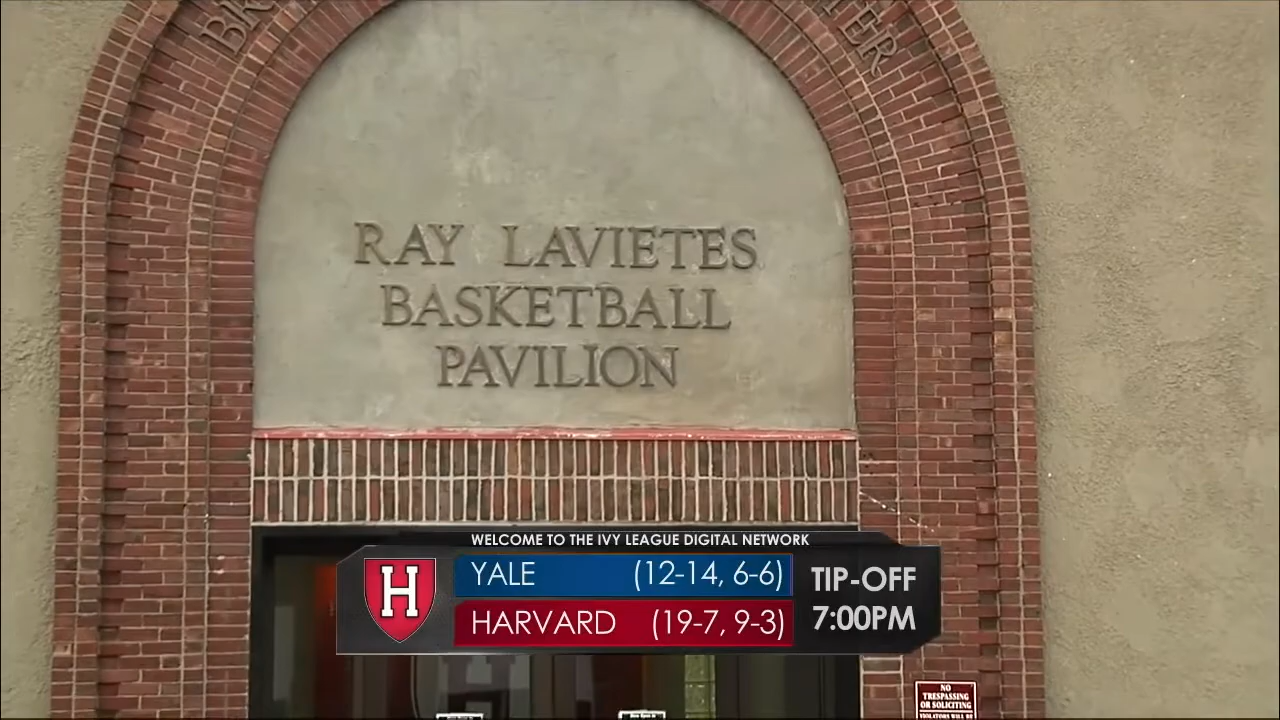 RAY LAVIETES
BASKETBALL
PAVILION
WELCOME TO THE IVY LEAGUE DIGITAL NETWORK
H
YALE (12-14, 6-6)
HARVARD (19-7, 9-3)
TIP-OFF
7:00PM
NO
TRESPASSING
OR SOLICITING